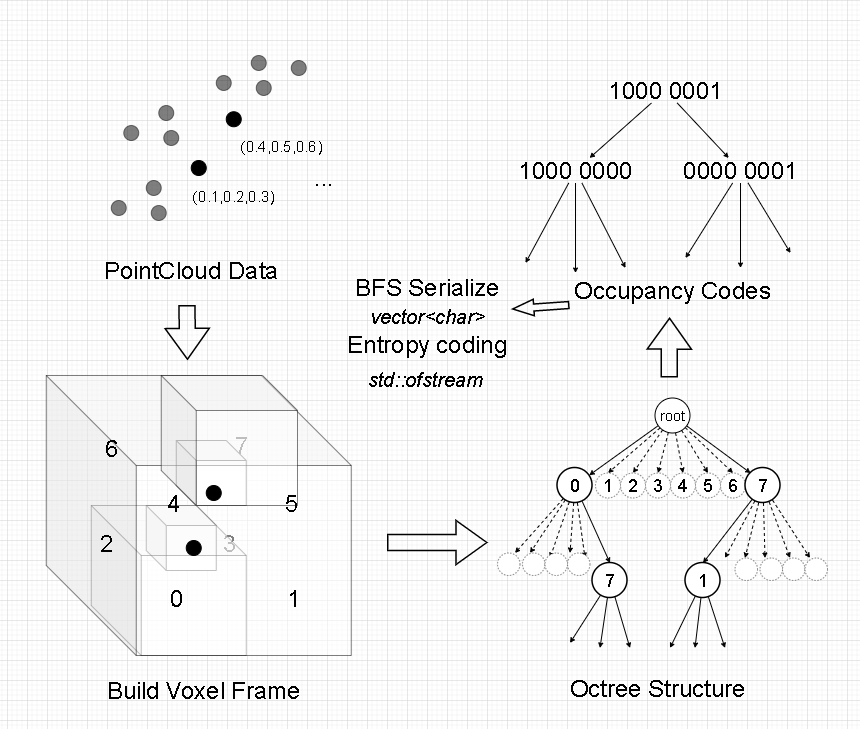 (0.4,0.5,0.6)
(0.1,0.2,0.3)
...
PointCloud Data
1000 0001
1000 0000 0000 0001
Occupancy Codes
BFS Serialize
vector<char>
Entropy coding
std::ofstream
6
7
4
5
2
3
0
1
Build Voxel Frame
root
0 1 2 3 4 5 6 7
7 1
Octree Structure